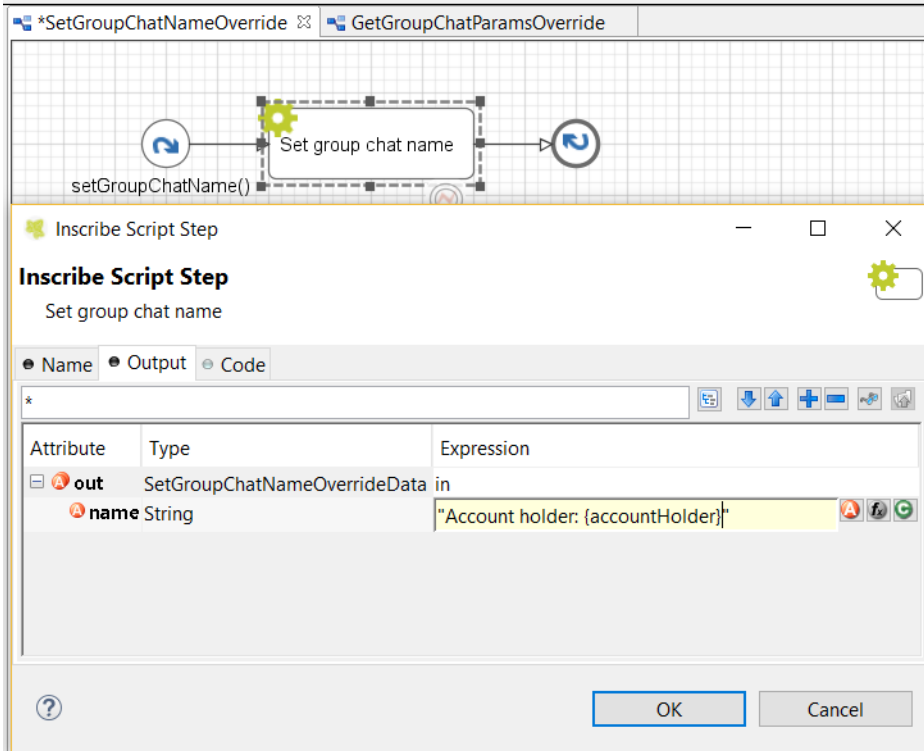 *SetGroupChatNameOverride GetGroupChatParamsOverride
Set group chat name
setGroupChatName()
Inscribe Script Step
Inscribe Script Step
Set group chat name
Name Output Code
*
Attribute Type Expression
out SetGroupChatNameOverrideData in
name String "Account holder: {accountHolder}"
OK Cancel